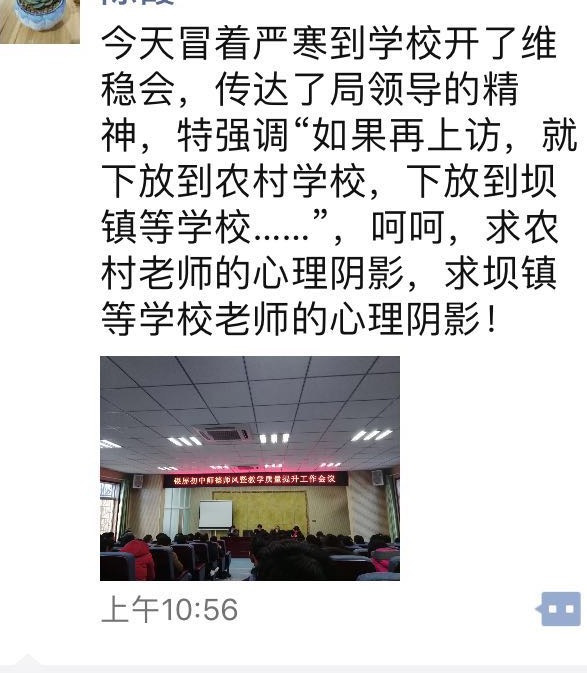 今天冒着严寒到学校开了维
稳会，传达了局领导的精
神，特强调“如果再上访，就
下放到农村学校，下放到坝
镇等学校……”，呵呵，求农
村老师的心理阴影，求坝镇
等学校老师的心理阴影！
银屏初中师德师风暨教学质量提升工作会议
上午10:56